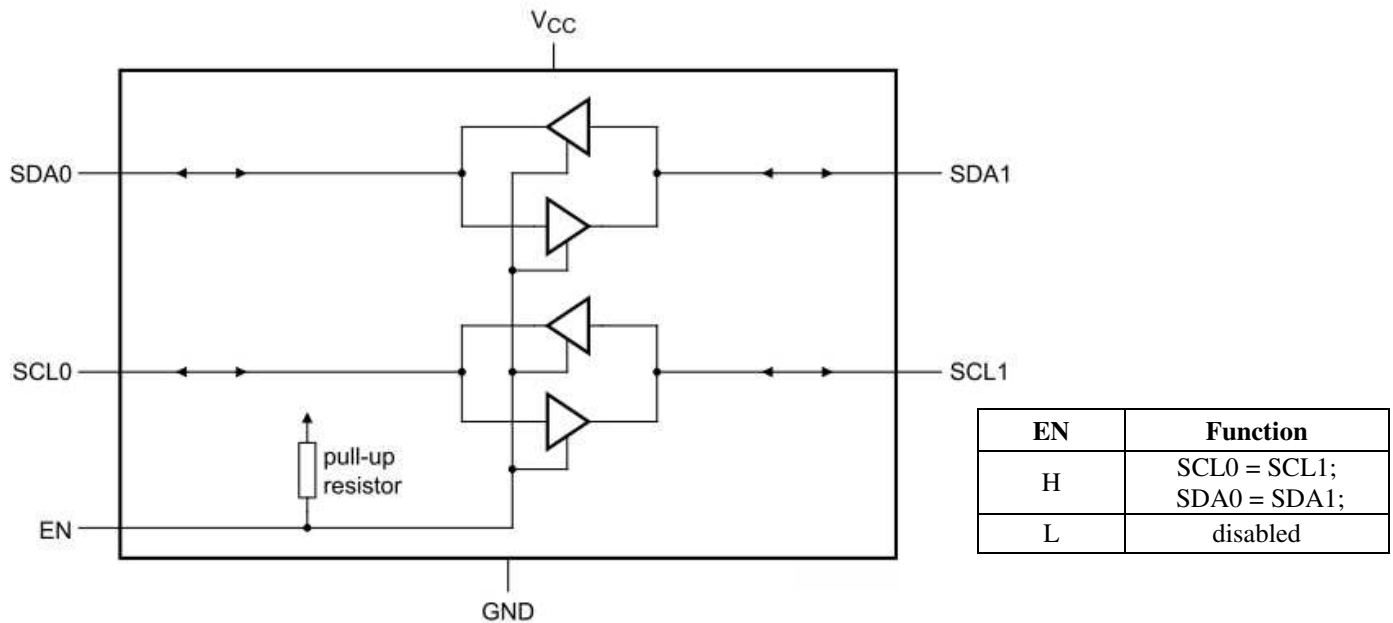 VCC
SDA0
SDA1
SCL0
SCL1
pull-up
resistor
EN
GND
EN Function
H SCL0 = SCL1;
SDA0 = SDA1;
L disabled